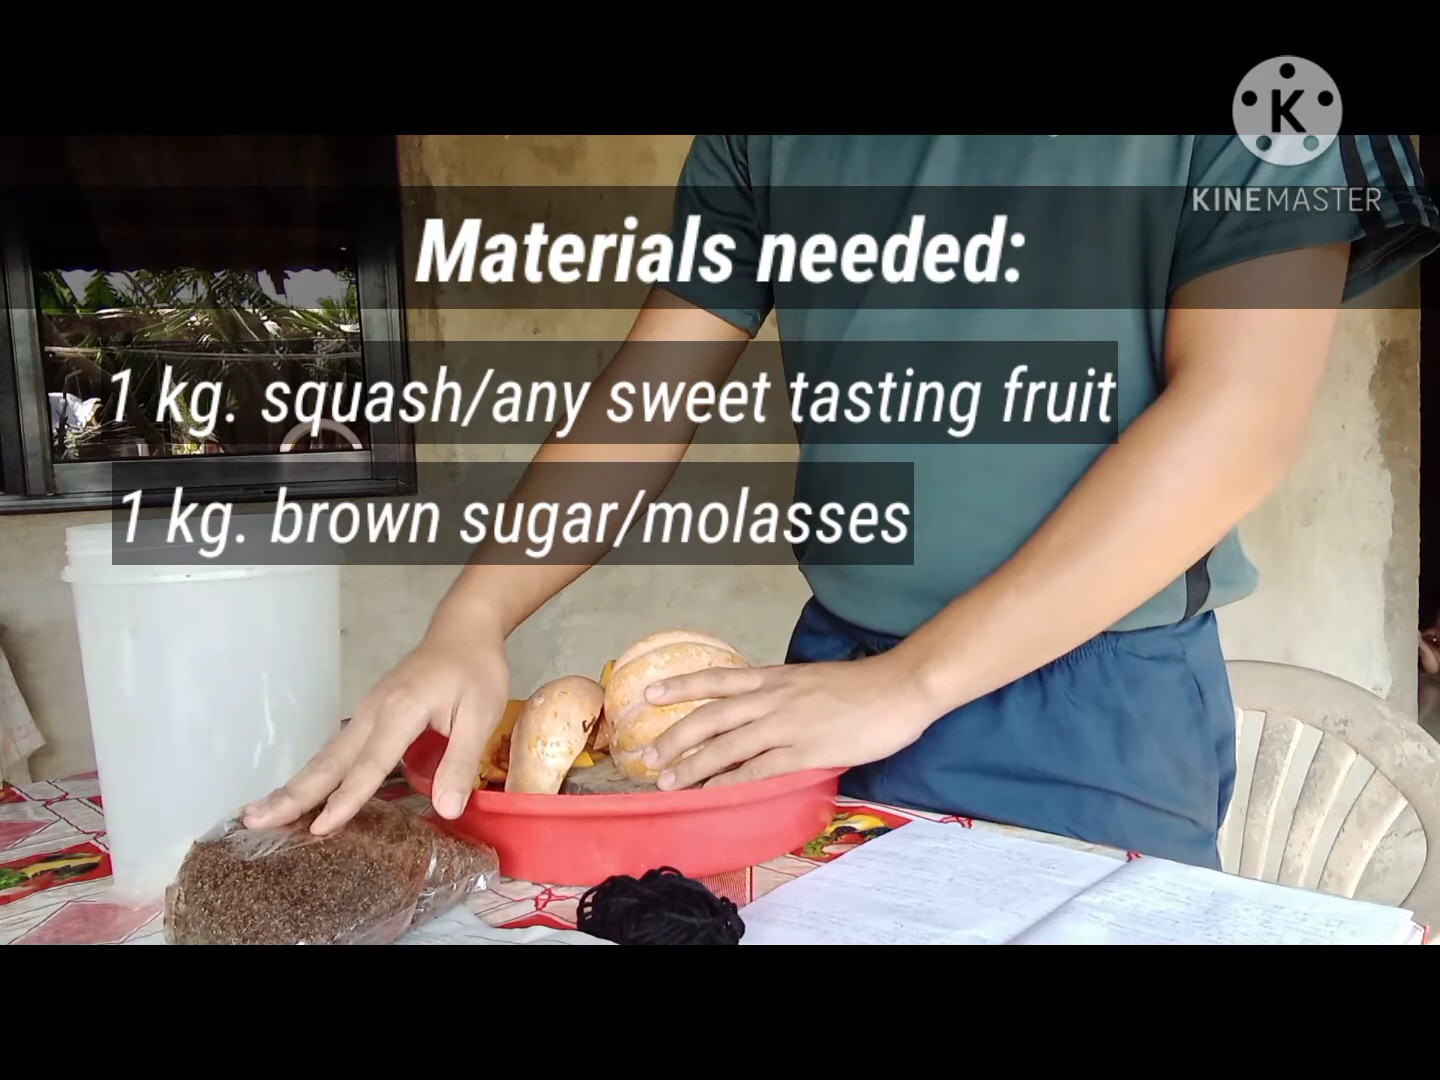 K
KINEMASTER
Materials needed:
1 kg. squash/any sweet tasting fruit
1 kg. brown sugar/molasses